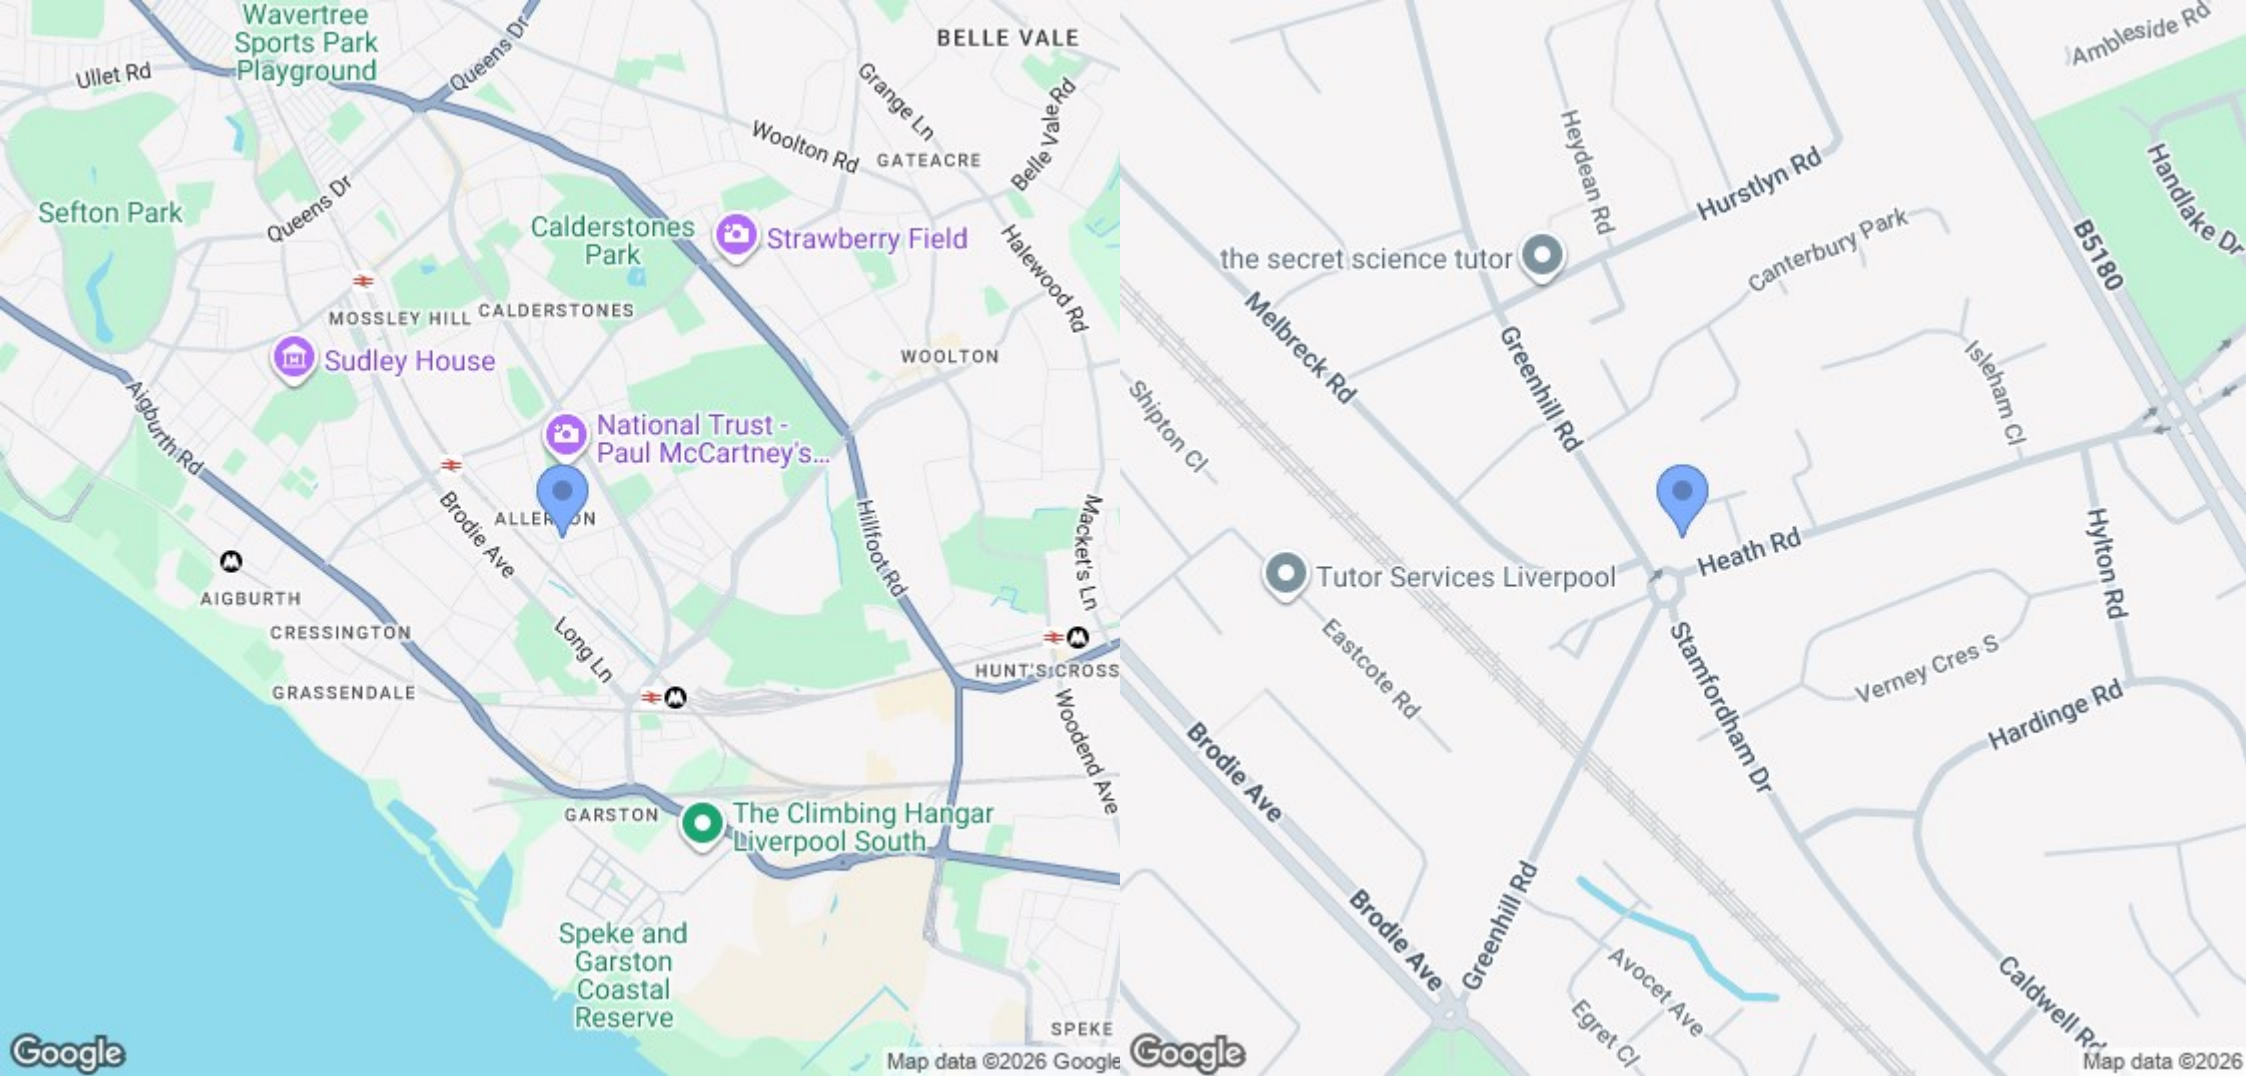 Wavertree
Sports Park
Playground
Queens Dr
Ullet Rd
BELLE VALE
Grange Ln
Belle Vale Rd
Woolton Rd
GATEACRE
Sefton Park
Queens Dr
Calderstones
Park
Strawberry Field
Halewood Rd
MOSSLEY HILL
CALDERSTONES
Sudley House
WOOLTON
Aigburth Rd
National Trust -
Paul McCartney's...
Brodie Ave
Hillfoot Rd
Macket's Ln
AIGBURTH
CRESSINGTON
Long Ln
GRASSENDALE
HUNT'S CROSS
Woodend Ave
GARSTON
The Climbing Hangar
Liverpool South
Speke and
Garston
Coastal
Reserve
SPEKE
Google
Map data ©2026 Google
Ambleside Rd
Handlake Dr
Heydean Rd
Hurstlyn Rd
B5180
the secret science tutor
Canterbury Park
Melbreck Rd
Greenhill Rd
Isleham Cl
Shipton Cl
Heath Rd
Hylton Rd
Tutor Services Liverpool
Eastcote Rd
Stamfordham Dr
Verney Cres S
Hardinge Rd
Brodie Ave
Brodie Ave
Greenhill Rd
Avocet Ave
Egret Cl
Caldwell Rd
Google
Map data ©2026